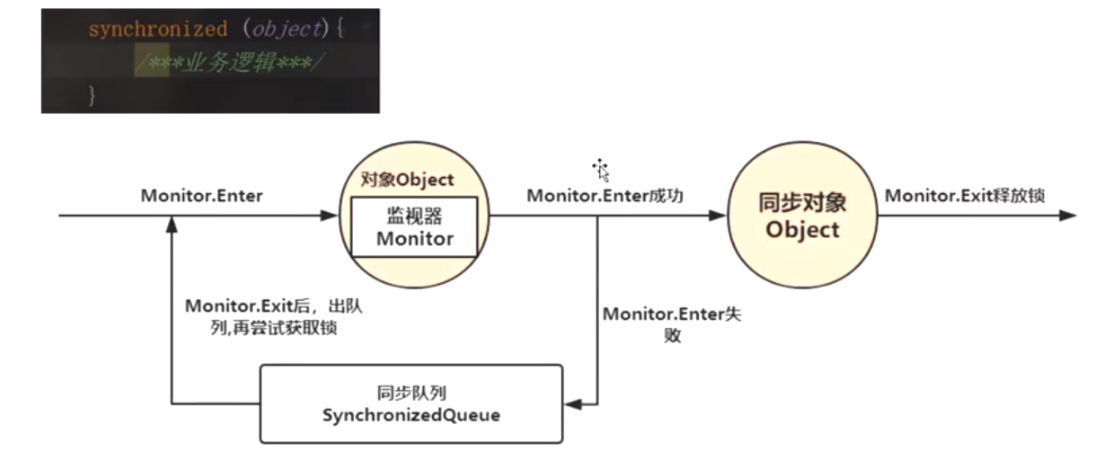 synchronized (object){
/***业务逻辑***/
}
Monitor.Enter
对象Object
监视器
Monitor
Monitor.Enter成功
同步对象
Object
Monitor.Exit释放锁
Monitor.Exit后，出队
列,再尝试获取锁
Monitor.Enter失
败
同步队列
SynchronizedQueue